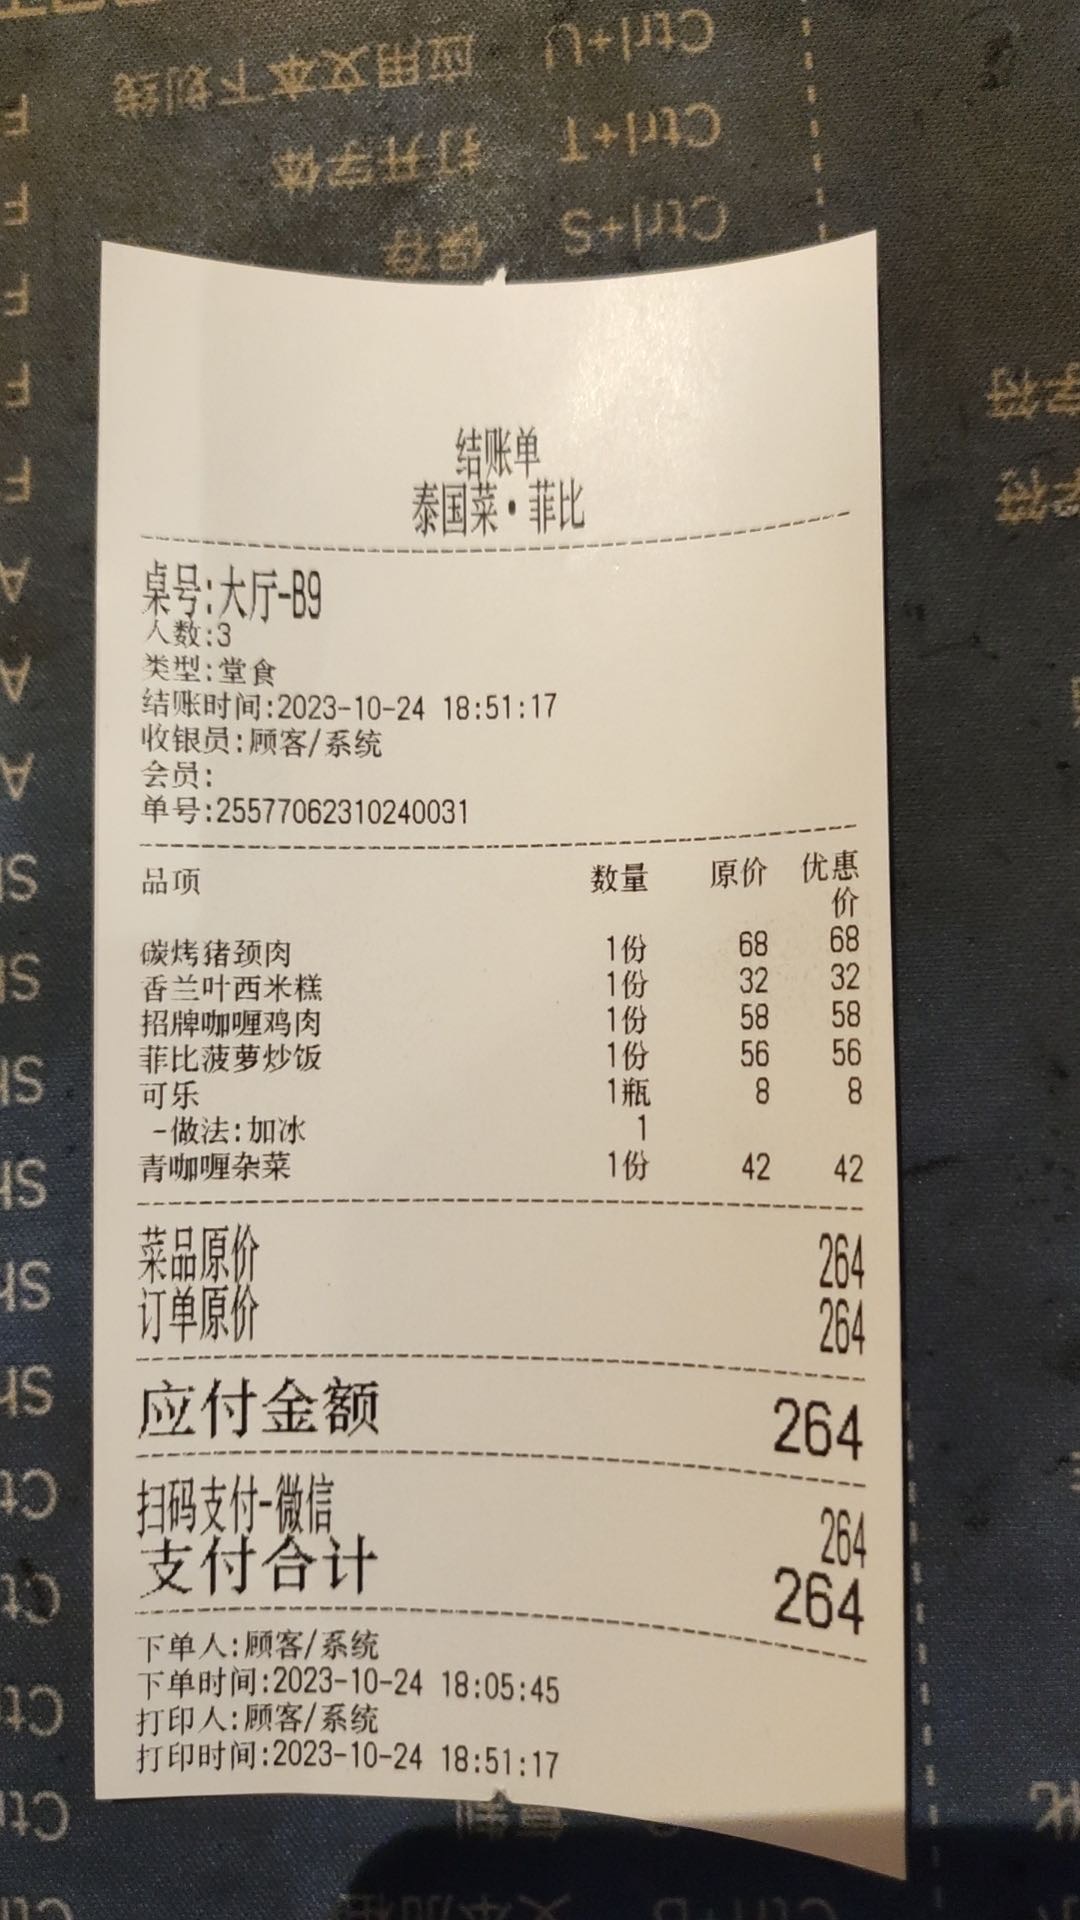 结账单
泰国菜·菲比
桌号:大厅-B9
人数:3
类型:堂食
结账时间:2023-10-24 18:51:17
收银员:顾客/系统
会员:
单号:25577062310240031
品项 数量 原价 优惠价
碳烤猪颈肉 1份 68 68
香兰叶西米糕 1份 32 32
招牌咖喱鸡肉 1份 58 58
菲比菠萝炒饭 1份 56 56
可乐 1瓶 8 8
-做法:加冰 1
青咖喱杂菜 1份 42 42
菜品原价 264
订单原价 264
应付金额 264
扫码支付-微信 264
支付合计 264
下单人:顾客/系统
下单时间:2023-10-24 18:05:45
打印人:顾客/系统
打印时间:2023-10-24 18:51:17
Ctrl+S 保存
Ctrl+T 打开字体
Ctrl+U 应用文本下划线